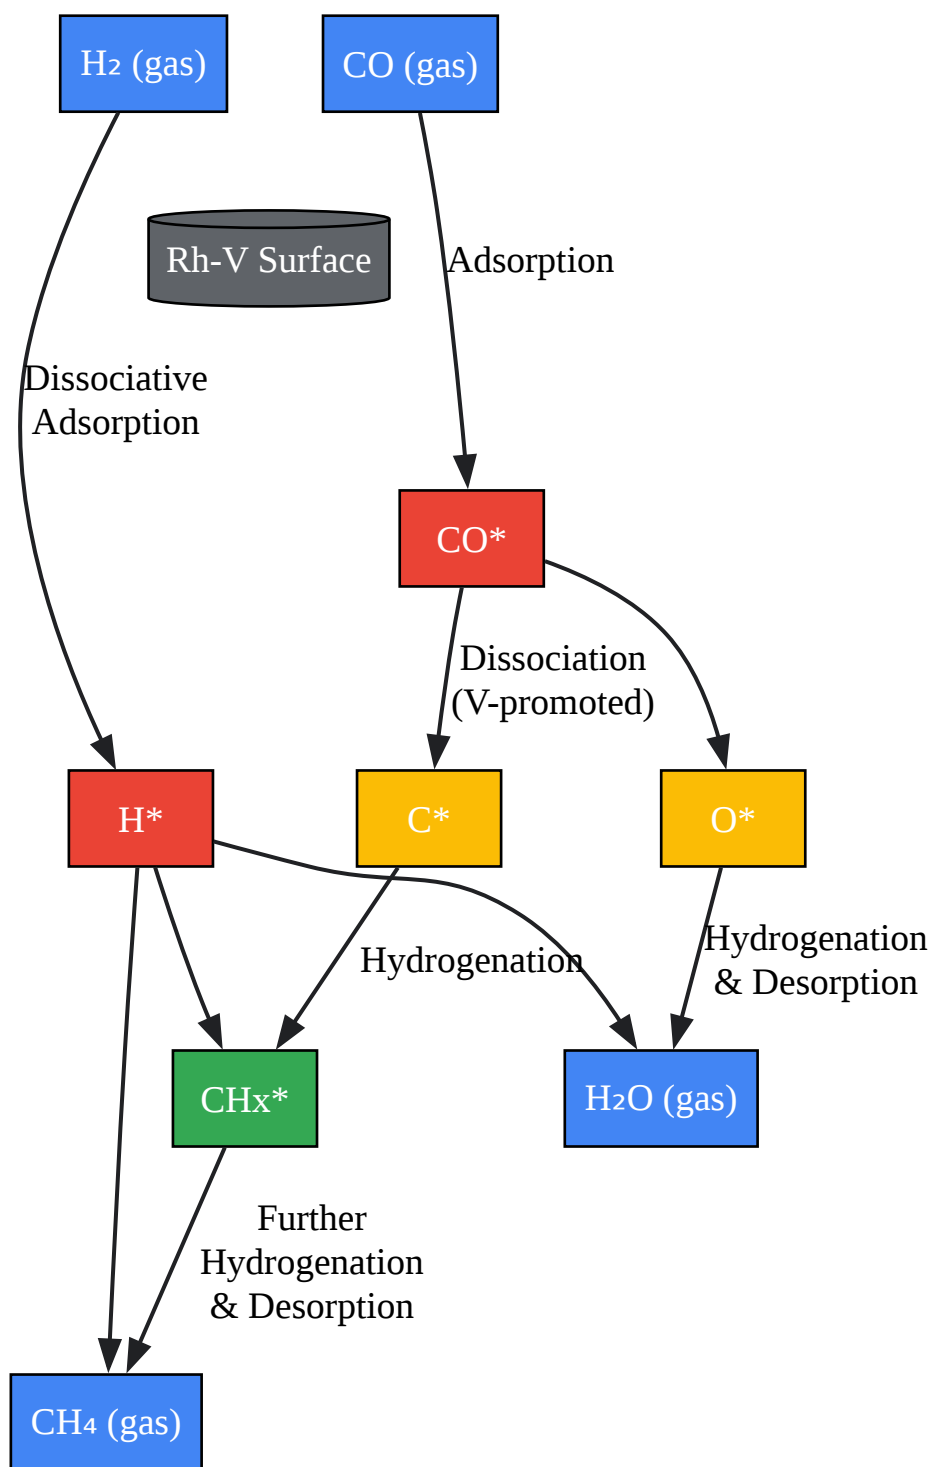 H₂ (gas)
CO (gas)
Rh-V Surface
Adsorption
Dissociative
Adsorption
CO*
Dissociation
(V-promoted)
H*
C*
O*
Hydrogenation
Hydrogenation
& Desorption
CHx*
H₂O (gas)
Further
Hydrogenation
& Desorption
CH₄ (gas)